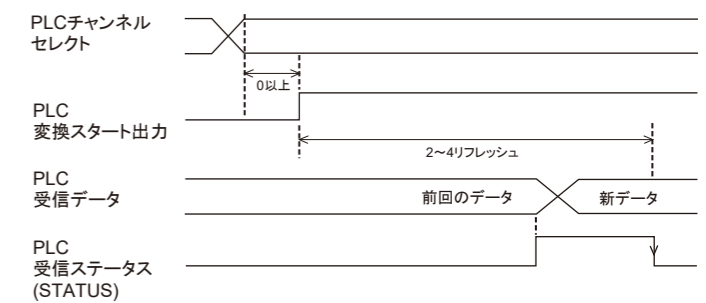 PLCチャンネル
セレクト
0以上
PLC
変換スタート出力
2～4リフレッシュ
PLC
受信データ
前回のデータ
新データ
PLC
受信ステータス
(STATUS)